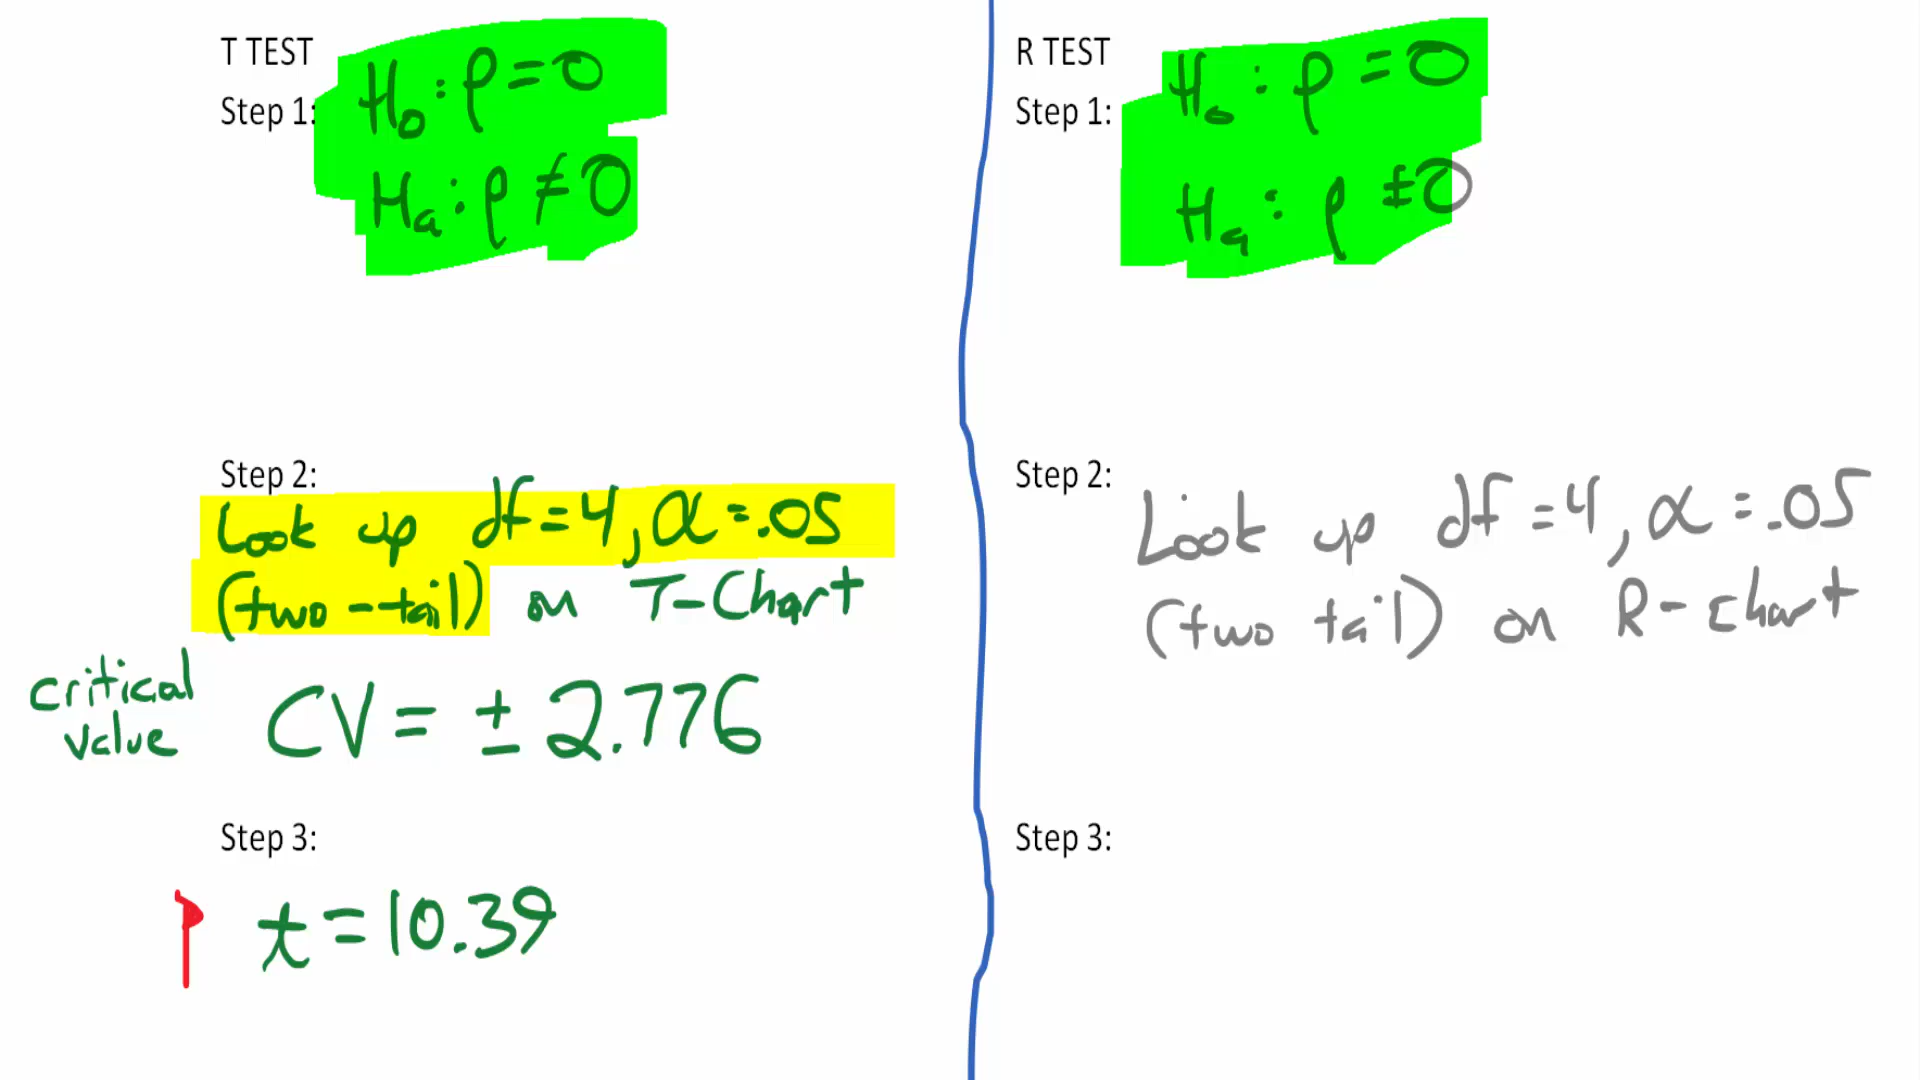 T TEST
Step 1:
H₀: ρ = 0
Hₐ: ρ ≠ 0
Step 2:
Look up df = 4, α = .05
(two-tail) on T-Chart
critical
value
CV = ± 2.776
Step 3:
t = 10.39
R TEST
Step 1:
H₀: ρ = 0
Hₐ: ρ ≠ 0
Step 2:
Look up df = 4, α = .05
(two tail) on R-chart
Step 3: